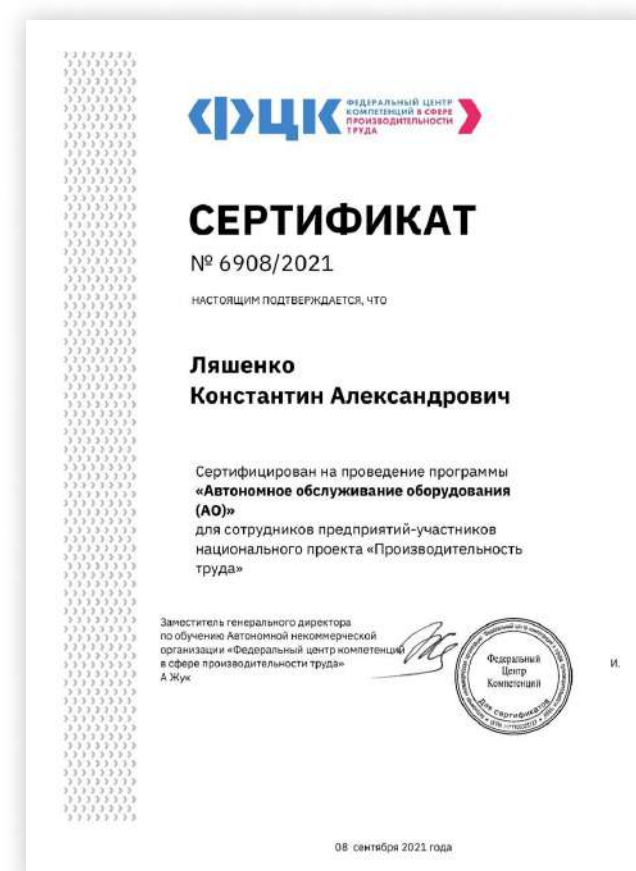 ФЦК
ФЕДЕРАЛЬНЫЙ ЦЕНТР
КОМПЕТЕНЦИЙ В СФЕРЕ
ПРОИЗВОДИТЕЛЬНОСТИ
ТРУДА
СЕРТИФИКАТ
№ 6908/2021
НАСТОЯЩИМ ПОДТВЕРЖДАЕТСЯ, ЧТО
Ляшенко
Константин Александрович
Сертифицирован на проведение программы
«Автономное обслуживание оборудования
(АО)»
для сотрудников предприятий-участников
национального проекта «Производительность
труда»
Заместитель генерального директора
по обучению Автономной некоммерческой
организации «Федеральный центр компетенций
в сфере производительности труда»
А Жук
И.
Федеральный
Центр
Компетенций
Для сертификатов
08 сентября 2021 года